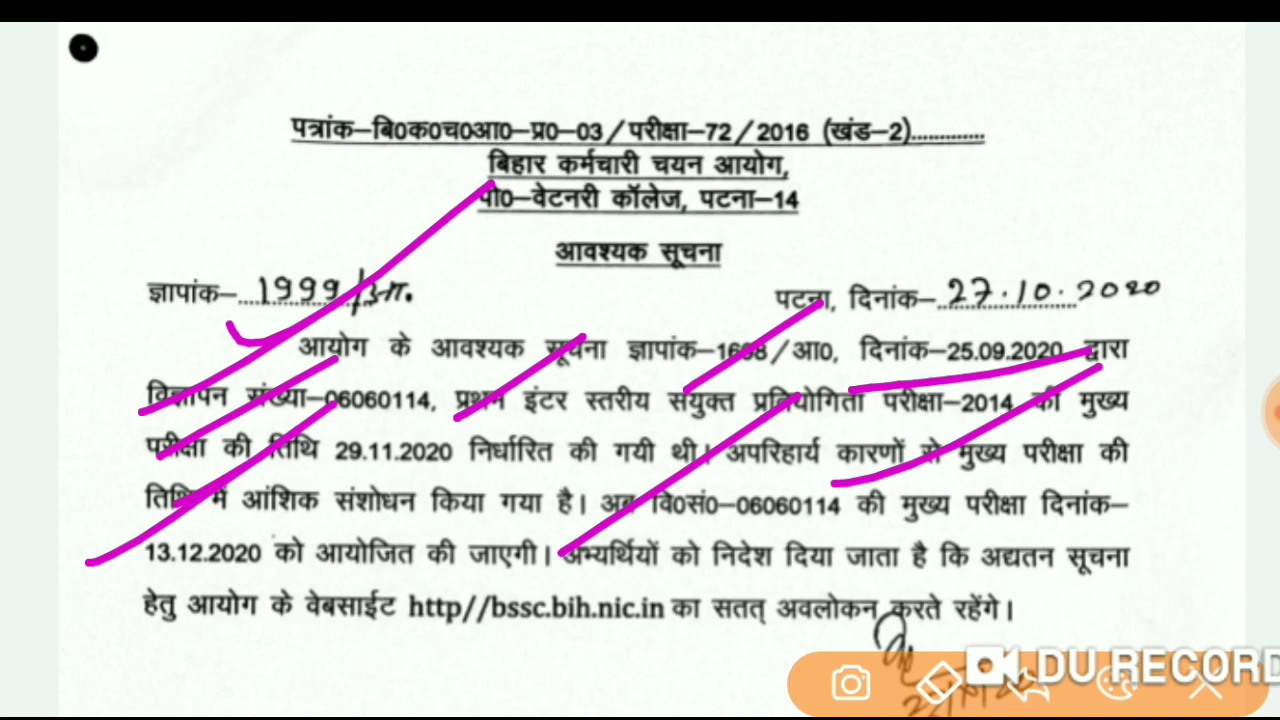 पत्रांक–बि0क0च0आ0–प्र0–03/परीक्षा–72/2016 (खंड–2).............
बिहार कर्मचारी चयन आयोग,
पो0–वेटनरी कॉलेज, पटना–14
आवश्यक सूचना
ज्ञापांक–1999/आ. पटना, दिनांक–27.10.2020
आयोग के आवश्यक सूचना ज्ञापांक–1698/आ0, दिनांक–25.09.2020 द्वारा
विज्ञापन संख्या–06060114, प्रथम इंटर स्तरीय संयुक्त प्रतियोगिता परीक्षा–2014 की मुख्य
परीक्षा की तिथि 29.11.2020 निर्धारित की गयी थी। अपरिहार्य कारणों से मुख्य परीक्षा की
तिथि में आंशिक संशोधन किया गया है। अब वि0सं0–06060114 की मुख्य परीक्षा दिनांक–
13.12.2020 को आयोजित की जाएगी। अभ्यर्थियों को निदेश दिया जाता है कि अद्यतन सूचना
हेतु आयोग के वेबसाईट http//bssc.bih.nic.in का सतत् अवलोकन करते रहेंगे।
DU RECORD